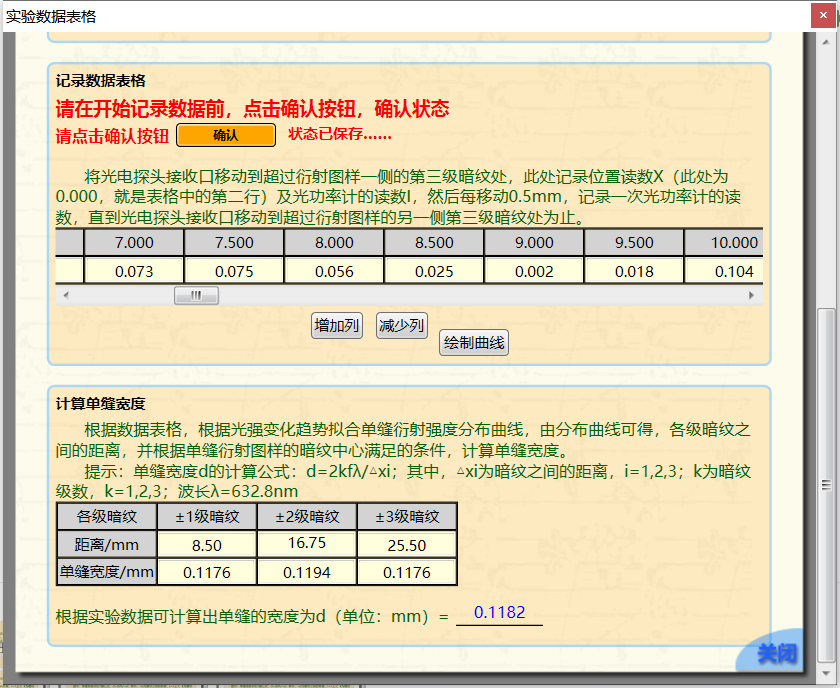 实验数据表格
记录数据表格
请在开始记录数据前，点击确认按钮，确认状态
请点击确认按钮 确认 状态已保存......
将光电探头接收口移动到超过衍射图样一侧的第三级暗纹处，此处记录位置读数X（此处为
0.000，就是表格中的第二行）及光功率计的读数I，然后每移动0.5mm，记录一次光功率计的读
数，直到光电探头接收口移动到超过衍射图样的另一侧第三级暗纹处为止。
7.000 7.500 8.000 8.500 9.000 9.500 10.000
0.073 0.075 0.056 0.025 0.002 0.018 0.104
增加列 减少列
绘制曲线
计算单缝宽度
根据数据表格，根据光强变化趋势拟合单缝衍射强度分布曲线，由分布曲线可得，各级暗纹之
间的距离，并根据单缝衍射图样的暗纹中心满足的条件，计算单缝宽度。
提示：单缝宽度d的计算公式：d=2kfλ/△xi；其中，△xi为暗纹之间的距离，i=1,2,3；k为暗纹
级数，k=1,2,3；波长λ=632.8nm
各级暗纹 ±1级暗纹 ±2级暗纹 ±3级暗纹
距离/mm 8.50 16.75 25.50
单缝宽度/mm 0.1176 0.1194 0.1176
根据实验数据可计算出单缝的宽度为d（单位：mm）= 0.1182
关闭